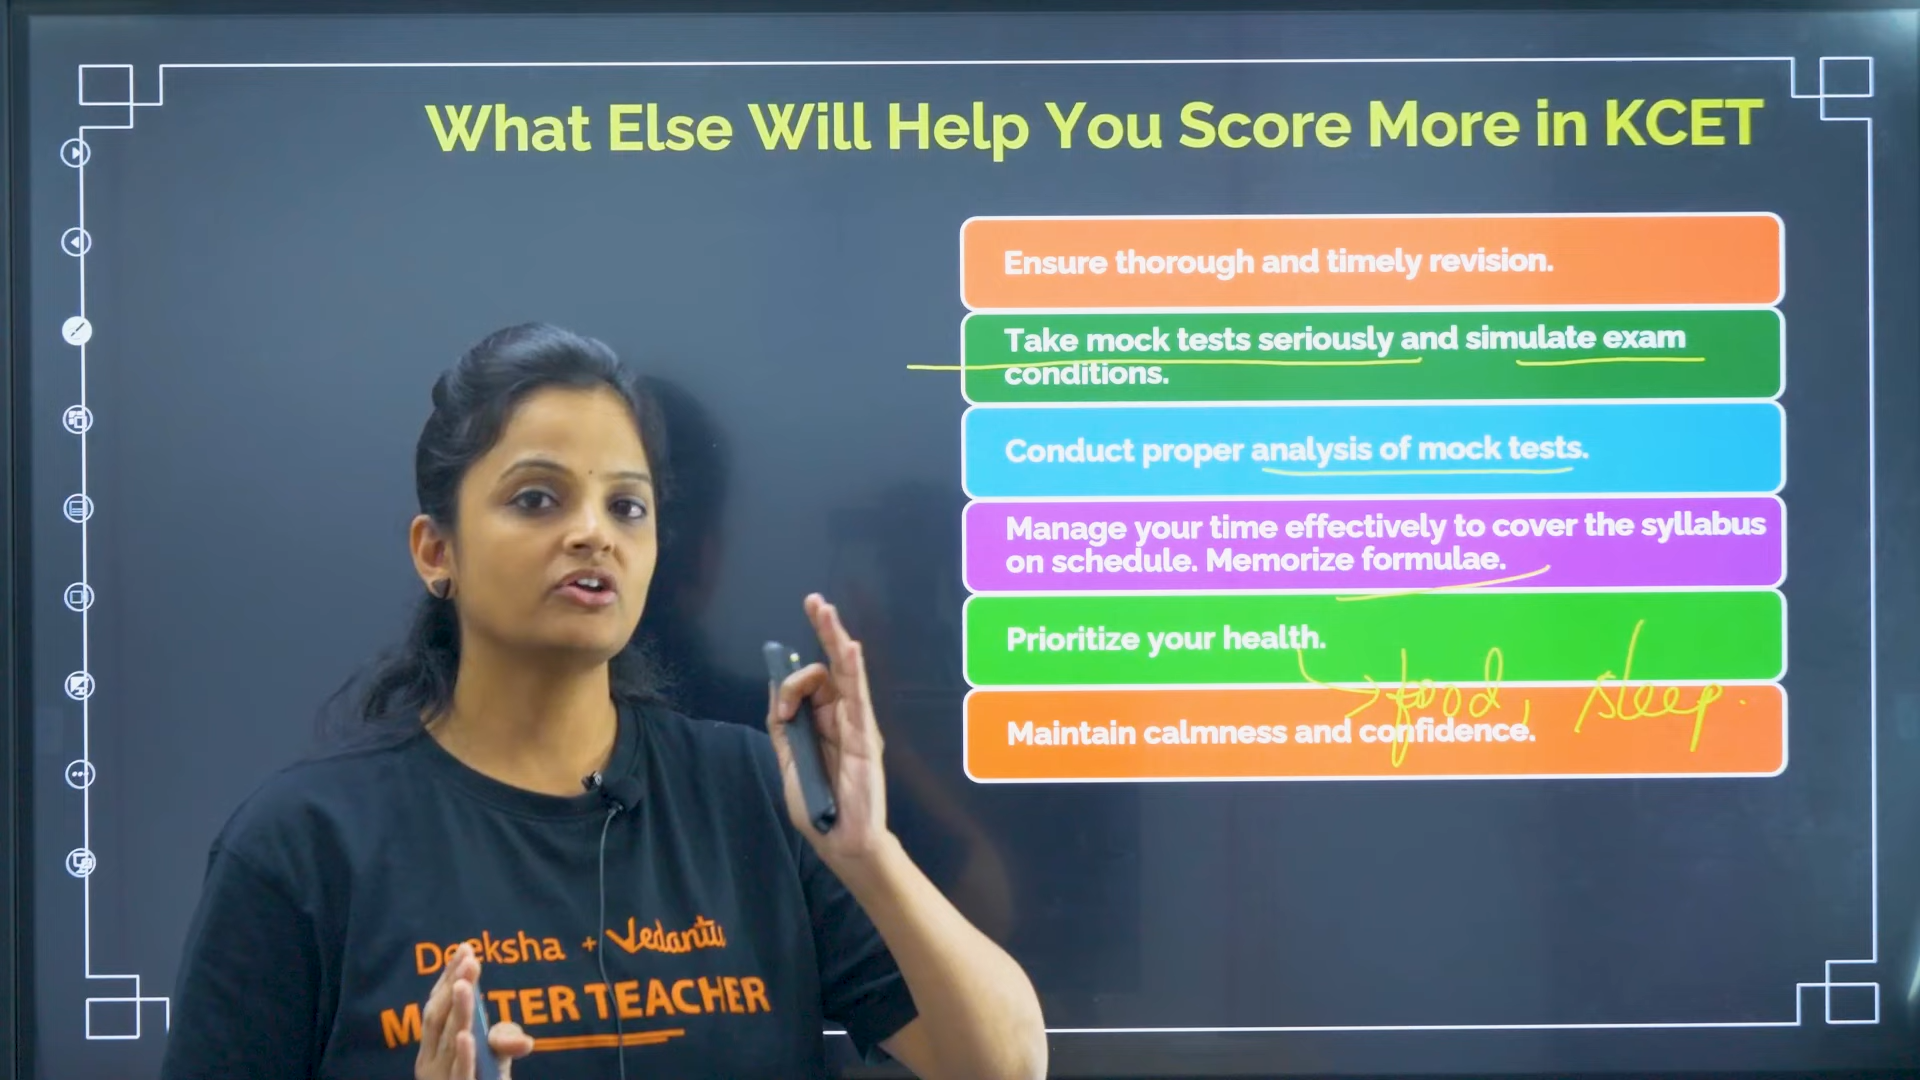 What Else Will Help You Score More in KCET
Ensure thorough and timely revision.
Take mock tests seriously and simulate exam
conditions.
Conduct proper analysis of mock tests.
Manage your time effectively to cover the syllabus
on schedule. Memorize formulae.
Prioritize your health.
food, sleep.
Maintain calmness and confidence.
Deeksha + Vedantu
TEACHER